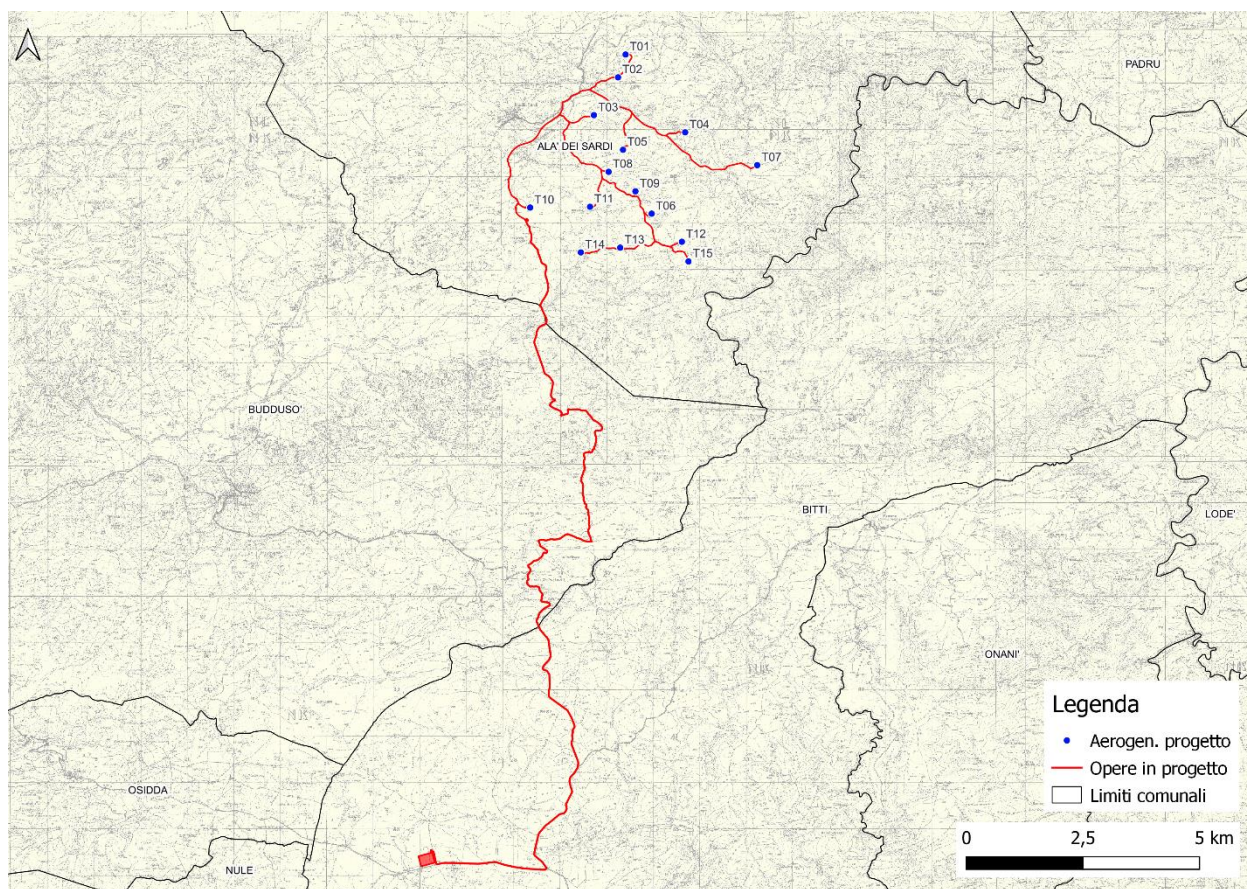 T01
PADRU
T02
T03
T04
ALA' DEI SARDI
T05
T07
T08
T09
T10
T11
T06
T12
T14
T13
T15
BUDDUSO'
BITTI
LODE'
ONANI'
Legenda
Aerogen. progetto
Opere in progetto
OSIDDA
Limiti comunali
0 2,5 5 km
NULE